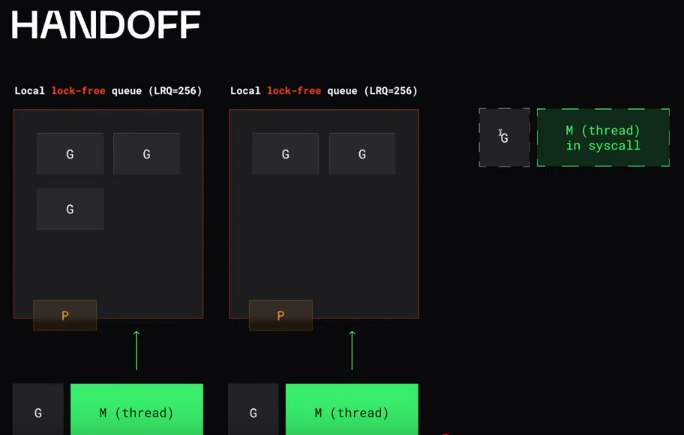 HANDOFF
Local lock-free queue (LRQ=256)
Local lock-free queue (LRQ=256)
G
G
G
P
G
G
P
G
M (thread)
in syscall
G
M (thread)
G
M (thread)